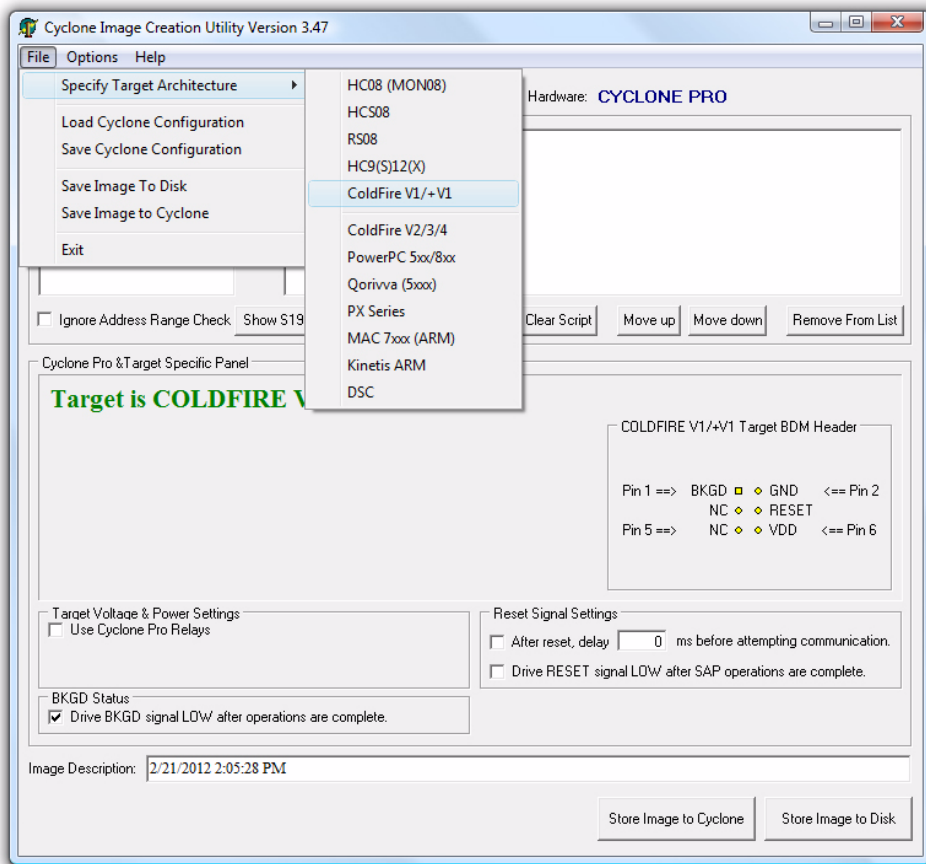 Cyclone Image Creation Utility Version 3.47
File Options Help
Specify Target Architecture
Load Cyclone Configuration
Save Cyclone Configuration
Save Image To Disk
Save Image to Cyclone
Exit
HC08 (MON08)
HCS08
RS08
HC9(S)12(X)
ColdFire V1/+V1
ColdFire V2/3/4
PowerPC 5xx/8xx
Qorivva (5xxx)
PX Series
MAC 7xxx (ARM)
Kinetis ARM
DSC
Hardware: CYCLONE PRO
Ignore Address Range Check Show S19 Clear Script Move up Move down Remove From List
Cyclone Pro &Target Specific Panel
Target is COLDFIRE
COLDFIRE V1/+V1 Target BDM Header
Pin 1 ==> BKGD GND <== Pin 2
NC RESET
Pin 5 ==> NC VDD <== Pin 6
Target Voltage & Power Settings
Use Cyclone Pro Relays
Reset Signal Settings
After reset, delay 0 ms before attempting communication.
Drive RESET signal LOW after SAP operations are complete.
BKGD Status
Drive BKGD signal LOW after operations are complete.
Image Description: 2/21/2012 2:05:28 PM
Store Image to Cyclone Store Image to Disk